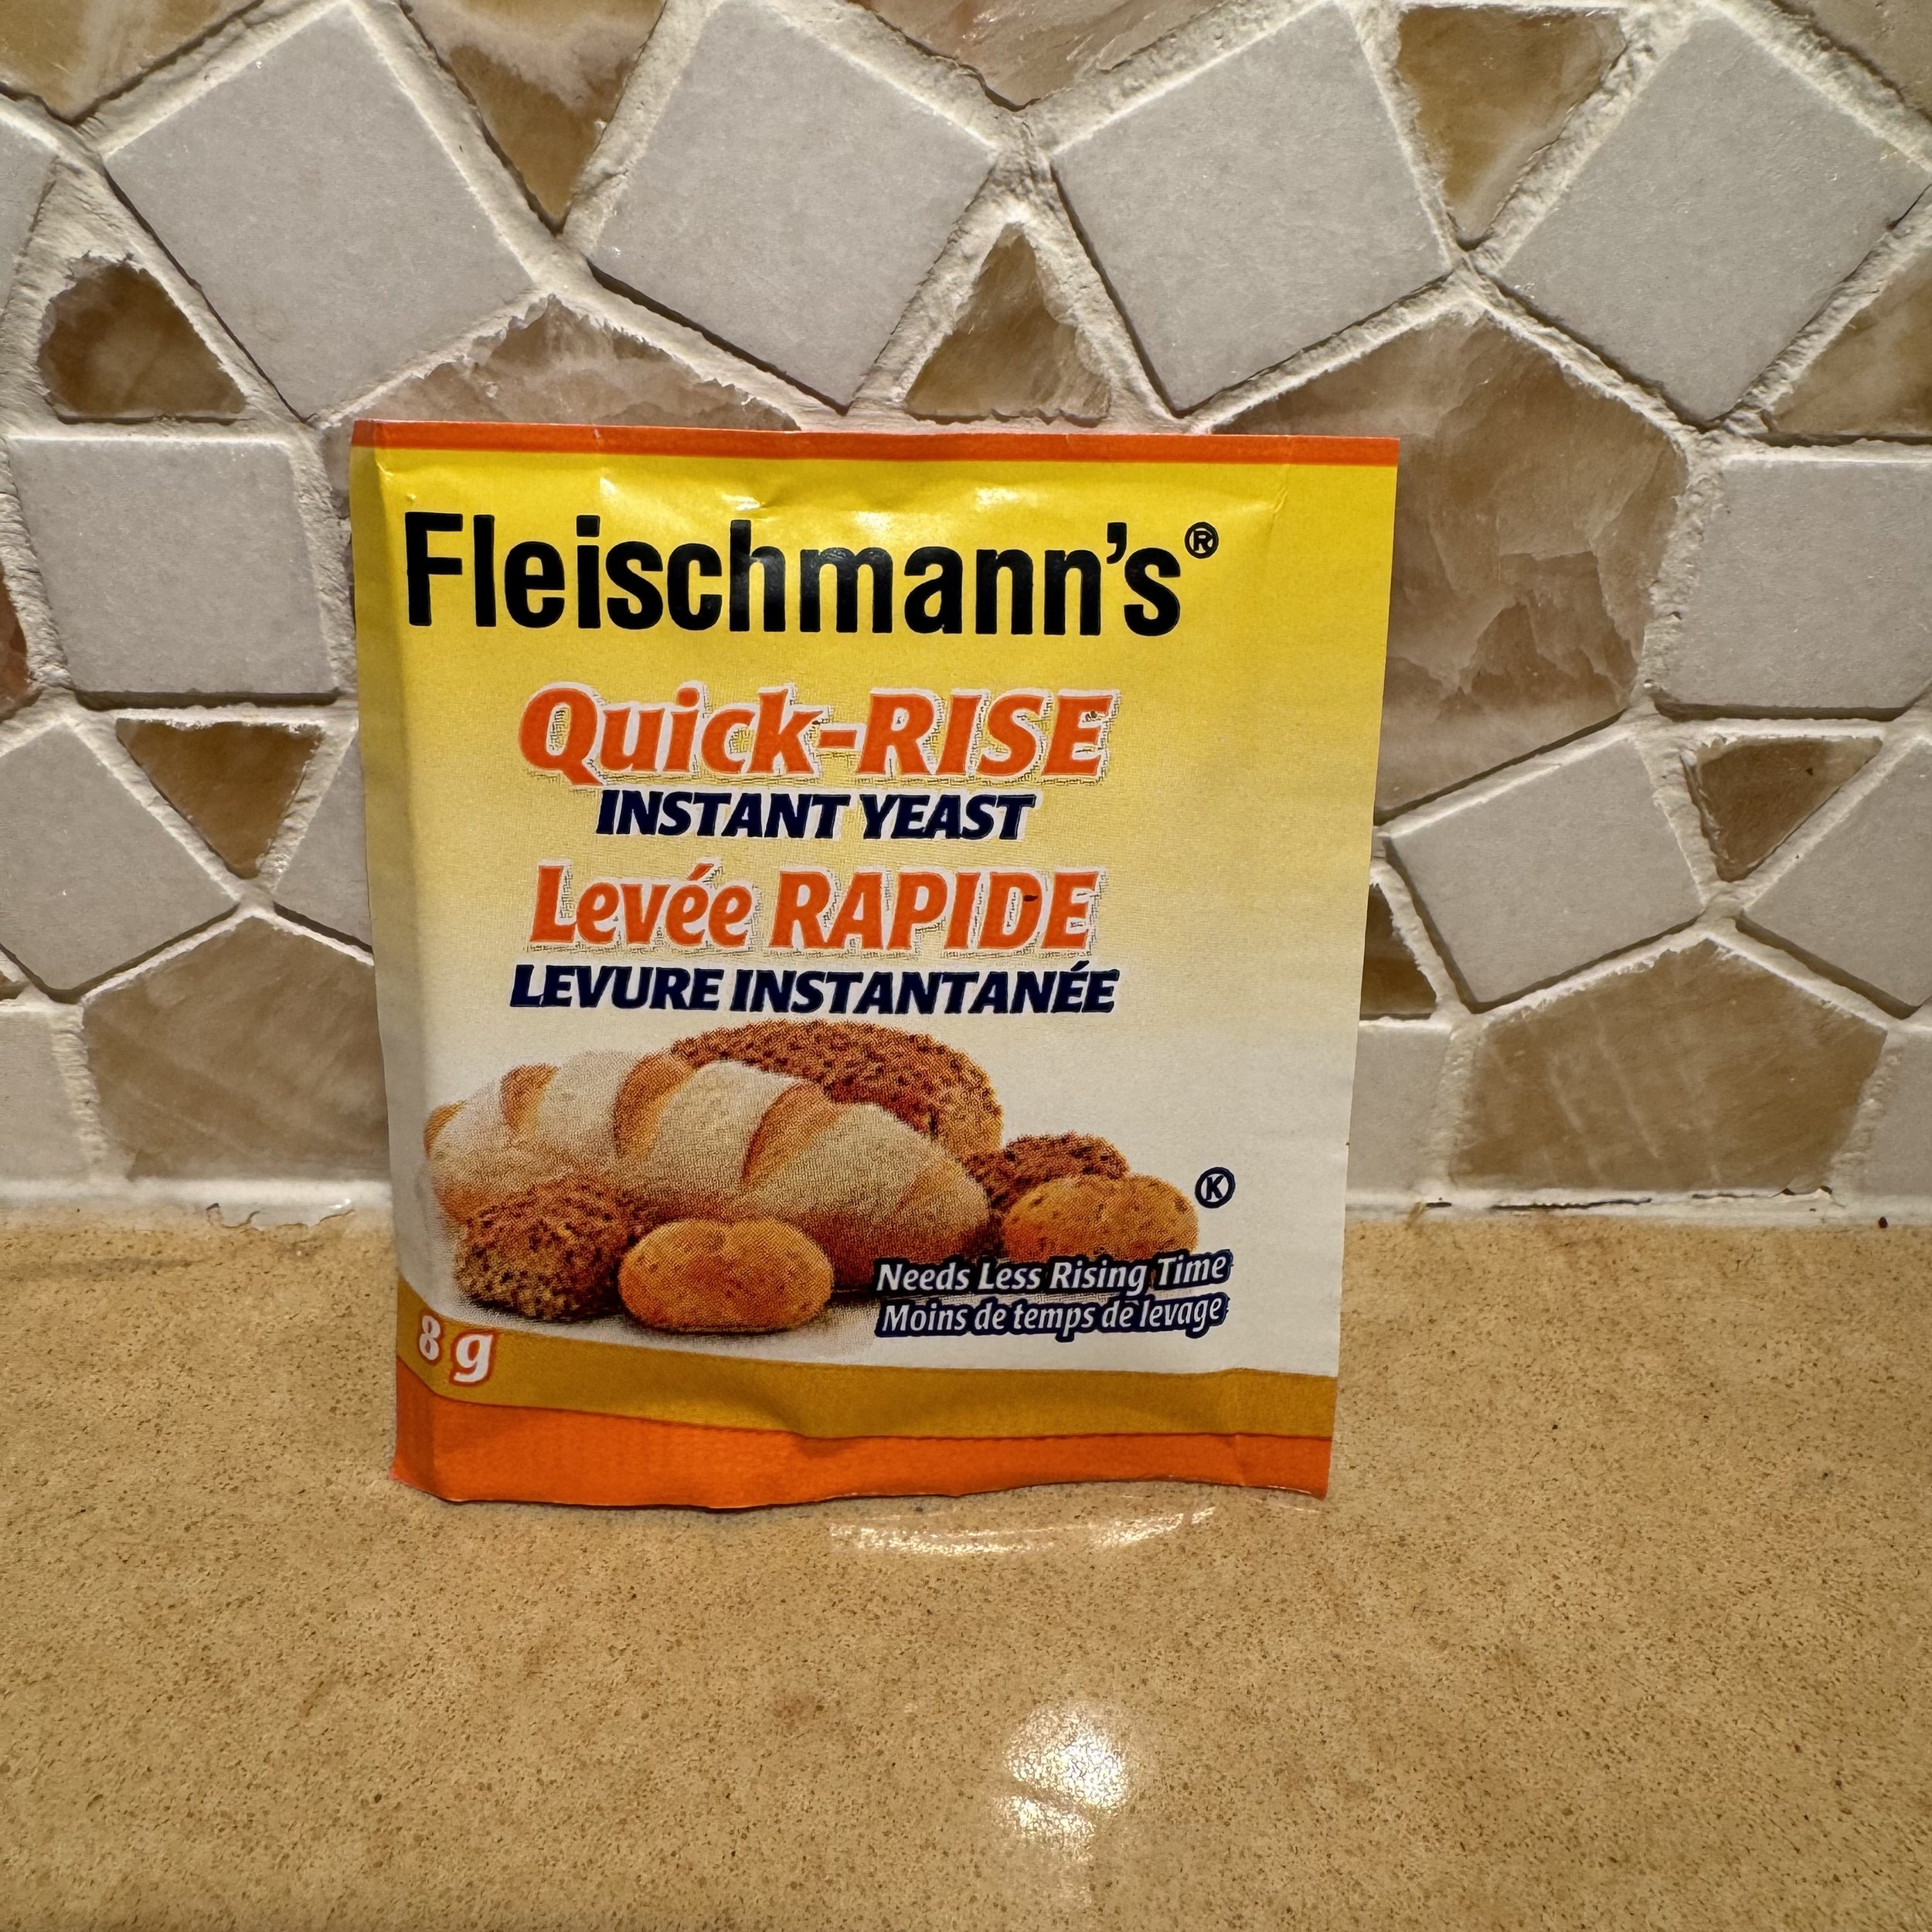 Fleischmann's®
Quick-RISE
INSTANT YEAST
Levée RAPIDE
LEVURE INSTANTANÉE
K
Needs Less Rising Time
Moins de temps de levage
8 g